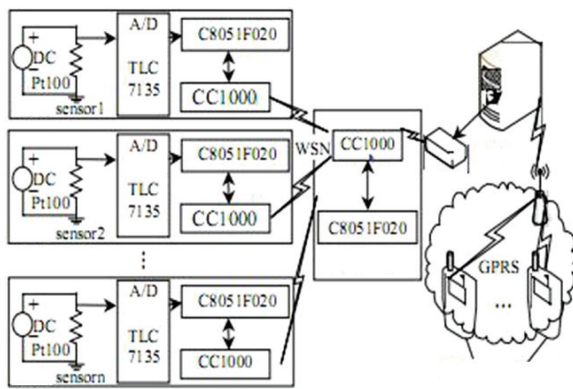 A/D
C8051F020
DC
Pt100
TLC
7135
CC1000
sensor1
A/D
C8051F020
DC
Pt100
TLC
7135
CC1000
sensor2
A/D
C8051F020
DC
Pt100
TLC
7135
CC1000
sensorn
WSN
CC1000
C8051F020
GPRS